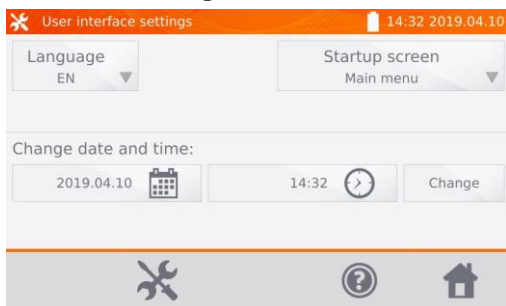 User interface settings
14:32 2019.04.10
Language
EN
Startup screen
Main menu
Change date and time:
2019.04.10
14:32
Change